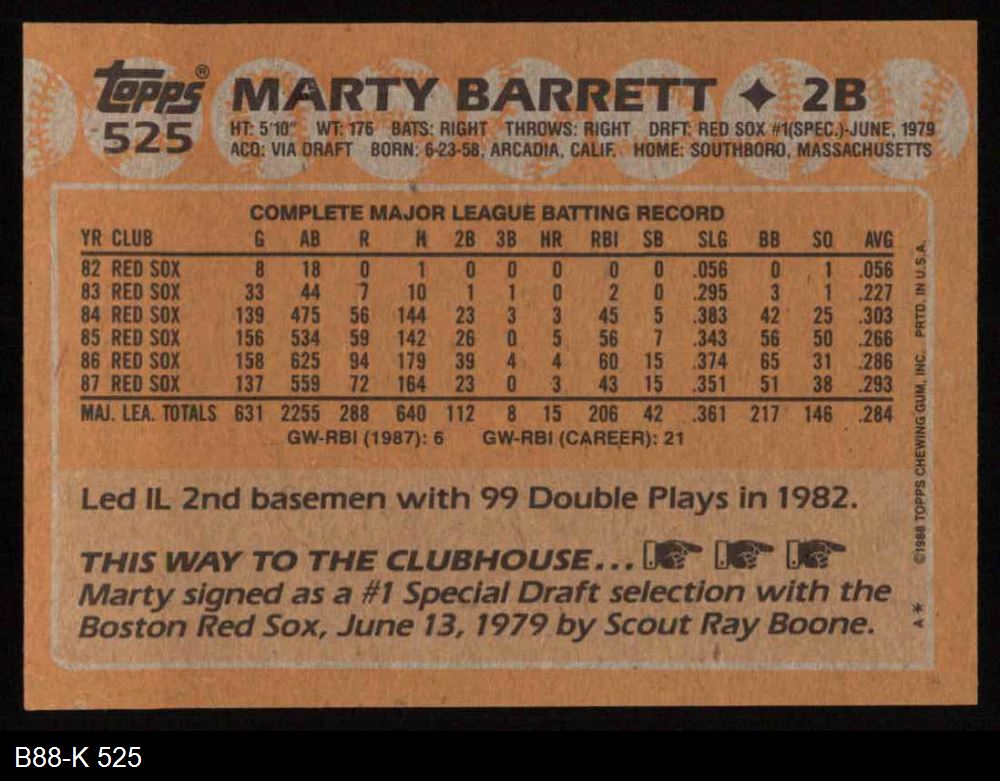 topps® MARTY BARRETT ✦ 2B
525 HT: 5'10" WT: 176 BATS: RIGHT THROWS: RIGHT DRFT: RED SOX #1(SPEC.)-JUNE, 1979
ACQ: VIA DRAFT BORN: 6-23-58, ARCADIA, CALIF. HOME: SOUTHBORO, MASSACHUSETTS
COMPLETE MAJOR LEAGUE BATTING RECORD
YR CLUB G AB R H 2B 3B HR RBI SB SLG BB SO AVG
82 RED SOX 8 18 0 1 0 0 0 0 0 .056 0 1 .056
83 RED SOX 33 44 7 10 1 1 0 2 0 .295 3 1 .227
84 RED SOX 139 475 56 144 23 3 3 45 5 .383 42 25 .303
85 RED SOX 156 534 59 142 26 0 5 56 7 .343 56 50 .266
86 RED SOX 158 625 94 179 39 4 4 60 15 .374 65 31 .286
87 RED SOX 137 559 72 164 23 0 3 43 15 .351 51 38 .293
MAJ. LEA. TOTALS 631 2255 288 640 112 8 15 206 42 .361 217 146 .284
GW-RBI (1987): 6 GW-RBI (CAREER): 21
Led IL 2nd basemen with 99 Double Plays in 1982.
THIS WAY TO THE CLUBHOUSE...
Marty signed as a #1 Special Draft selection with the
Boston Red Sox, June 13, 1979 by Scout Ray Boone.
A* ©1988 TOPPS CHEWING GUM, INC. PRTD. IN U.S.A.
B88-K 525